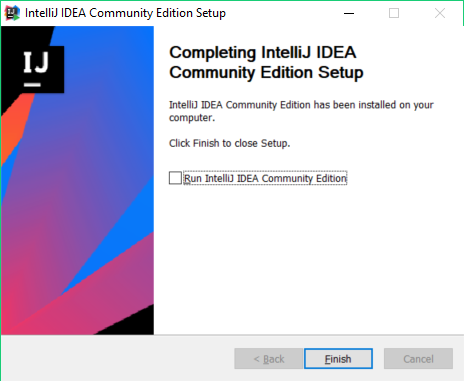 IntelliJ IDEA Community Edition Setup
IJ
Completing IntelliJ IDEA
Community Edition Setup
IntelliJ IDEA Community Edition has been installed on your
computer.
Click Finish to close Setup.
Run IntelliJ IDEA Community Edition
< Back
Finish
Cancel